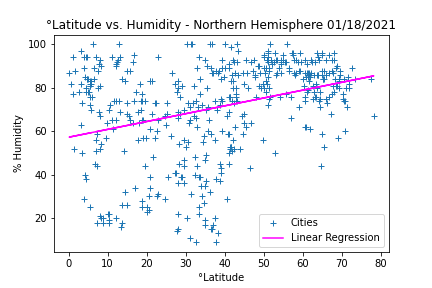 °Latitude vs. Humidity - Northern Hemisphere 01/18/2021
% Humidity
100
80
60
40
20
0 10 20 30 40 50 60 70 80
°Latitude
Cities
Linear Regression